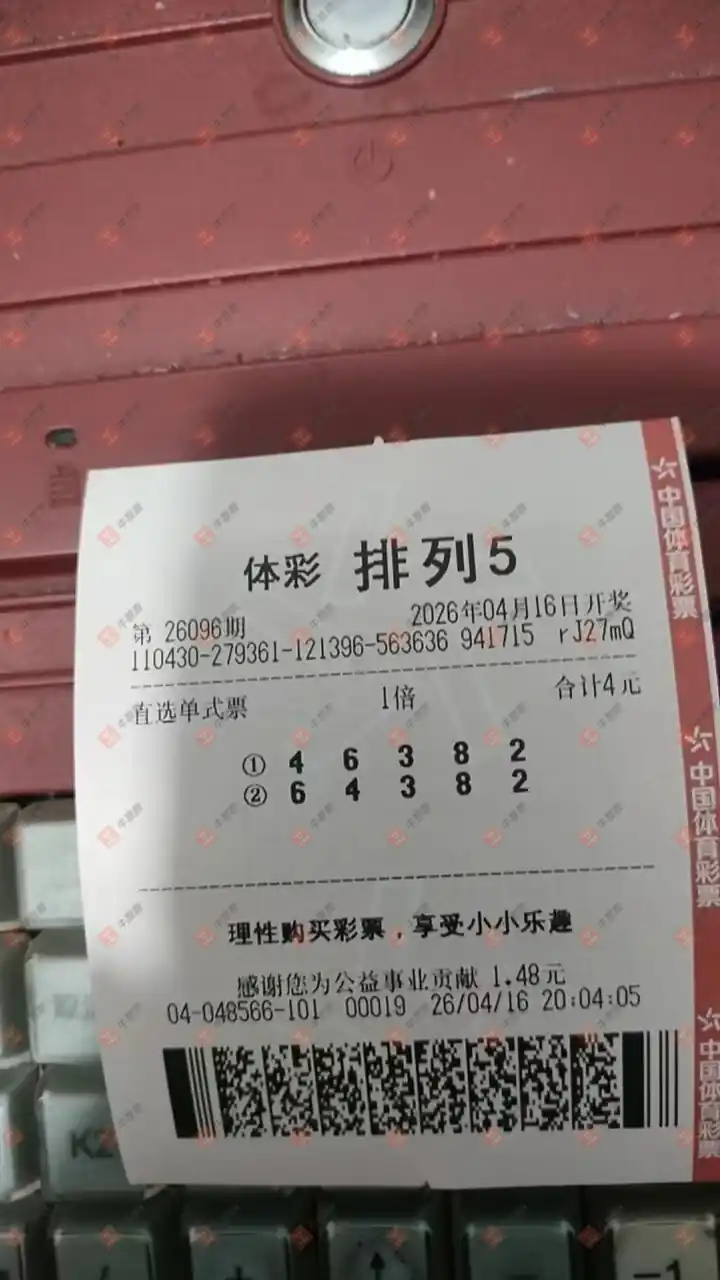 体彩 排列5
第 26096期 2026年04月16日开奖
110430-279361-121396-563636 941715 rJ27mQ
直选单式票 1倍 合计4元
① 4 6 3 8 2
② 6 4 3 8 2
理性购买彩票，享受小小乐趣
感谢您为公益事业贡献 1.48元
04-048566-101 00019 26/04/16 20:04:05
中国体育彩票
中国体育彩票
中国体育彩票
K2